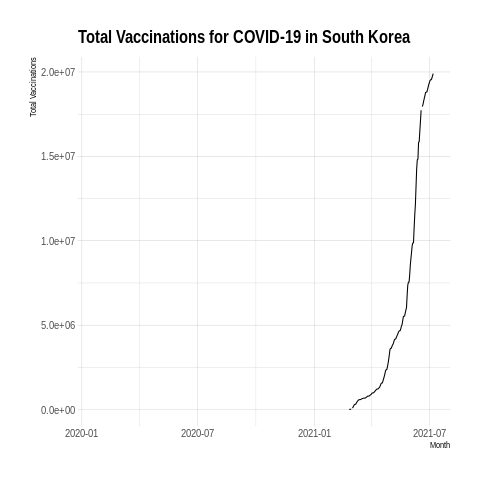 Total Vaccinations for COVID-19 in South Korea
Total Vaccinations
2.0e+07
1.5e+07
1.0e+07
5.0e+06
0.0e+00
2020-01 2020-07 2021-01 2021-07
Month